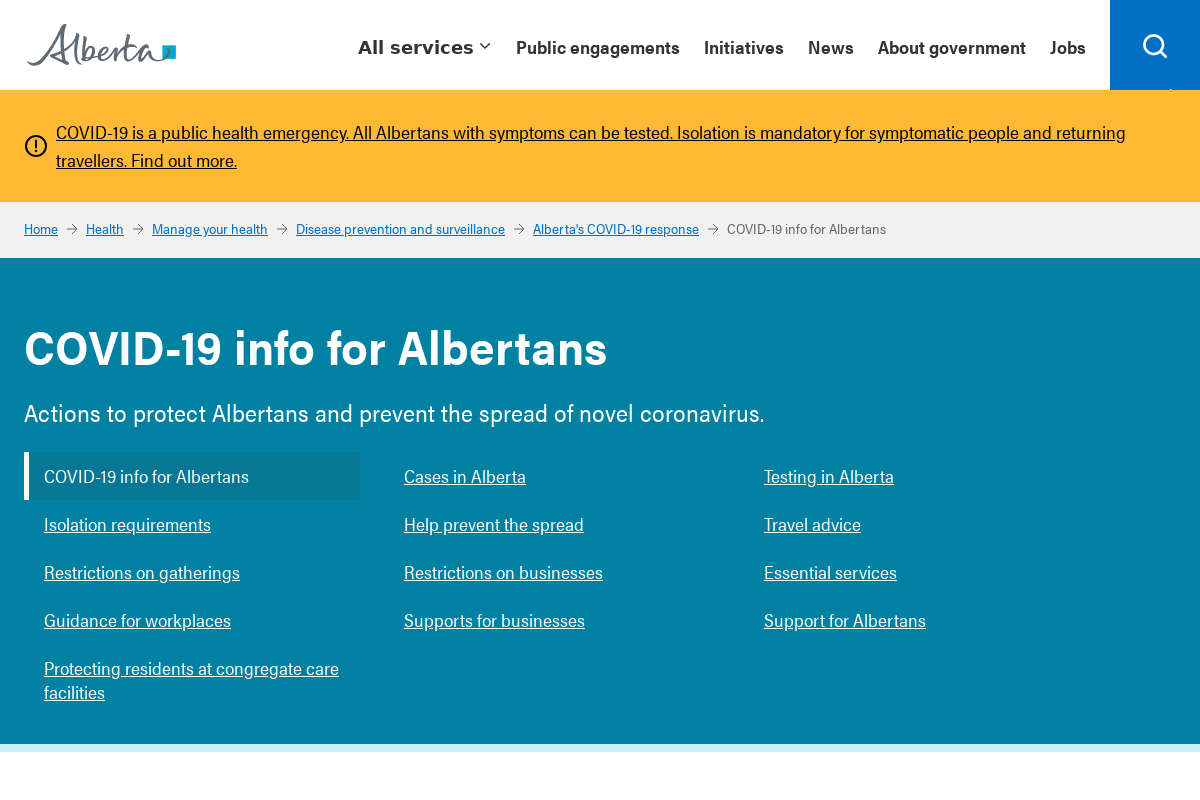 Alberta
All services
Public engagements
Initiatives
News
About government
Jobs
COVID-19 is a public health emergency. All Albertans with symptoms can be tested. Isolation is mandatory for symptomatic people and returning
travellers. Find out more.
Home
Health
Manage your health
Disease prevention and surveillance
Alberta's COVID-19 response
COVID-19 info for Albertans
COVID-19 info for Albertans
Actions to protect Albertans and prevent the spread of novel coronavirus.
COVID-19 info for Albertans
Cases in Alberta
Testing in Alberta
Isolation requirements
Help prevent the spread
Travel advice
Restrictions on gatherings
Restrictions on businesses
Essential services
Guidance for workplaces
Supports for businesses
Support for Albertans
Protecting residents at congregate care
facilities